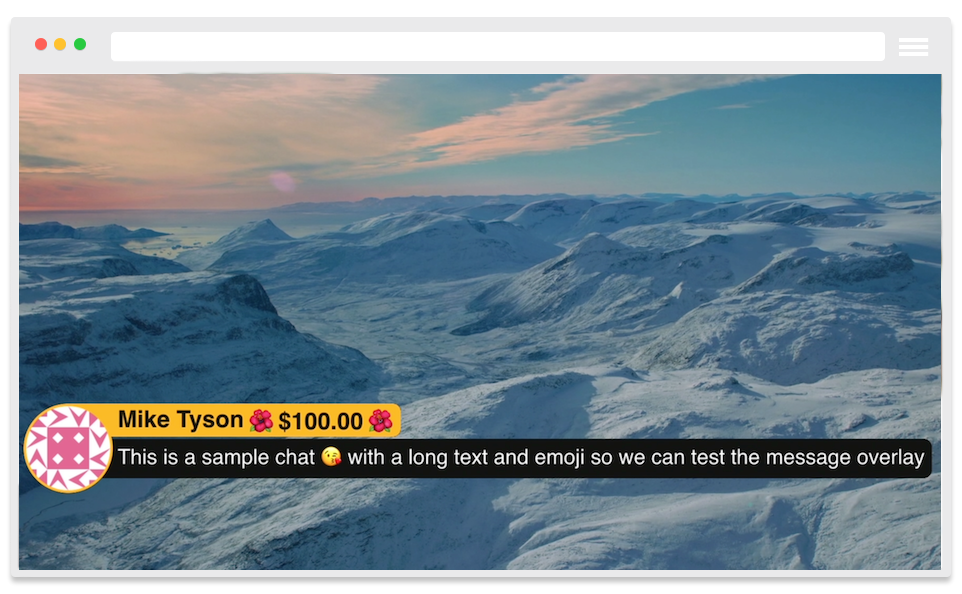 Mike Tyson 🌺 $100.00 🌺
This is a sample chat 😘 with a long text and emoji so we can test the message overlay